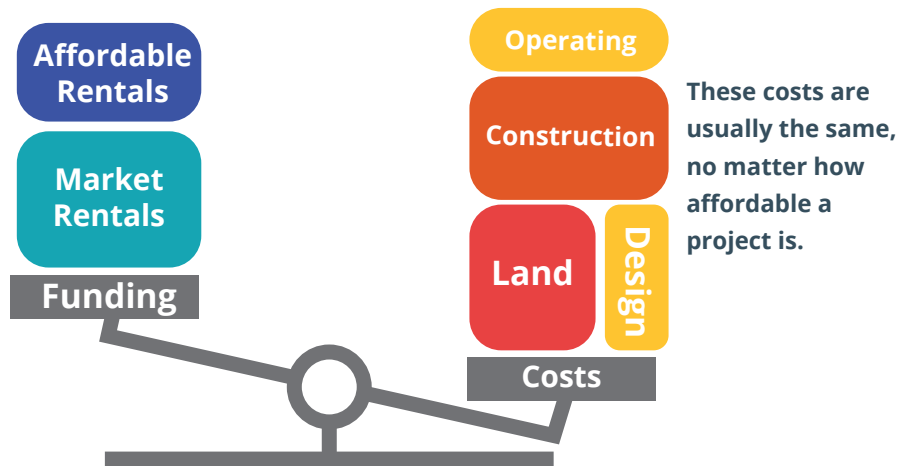 Affordable
Rentals
Market
Rentals
Funding
Operating
Construction
Land
Design
Costs
These costs are
usually the same,
no matter how
affordable a
project is.